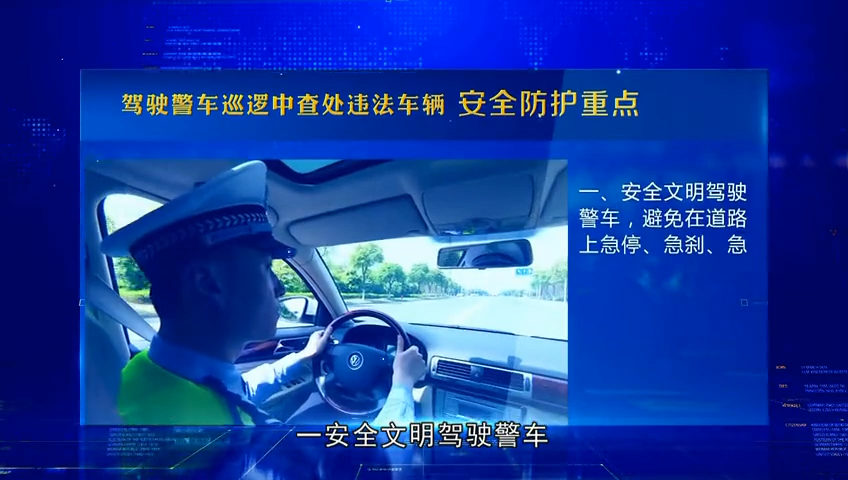 驾驶警车巡逻中查处违法车辆 安全防护重点
一、安全文明驾驶
警车，避免在道路
上急停、急刹、急
一安全文明驾驶警车